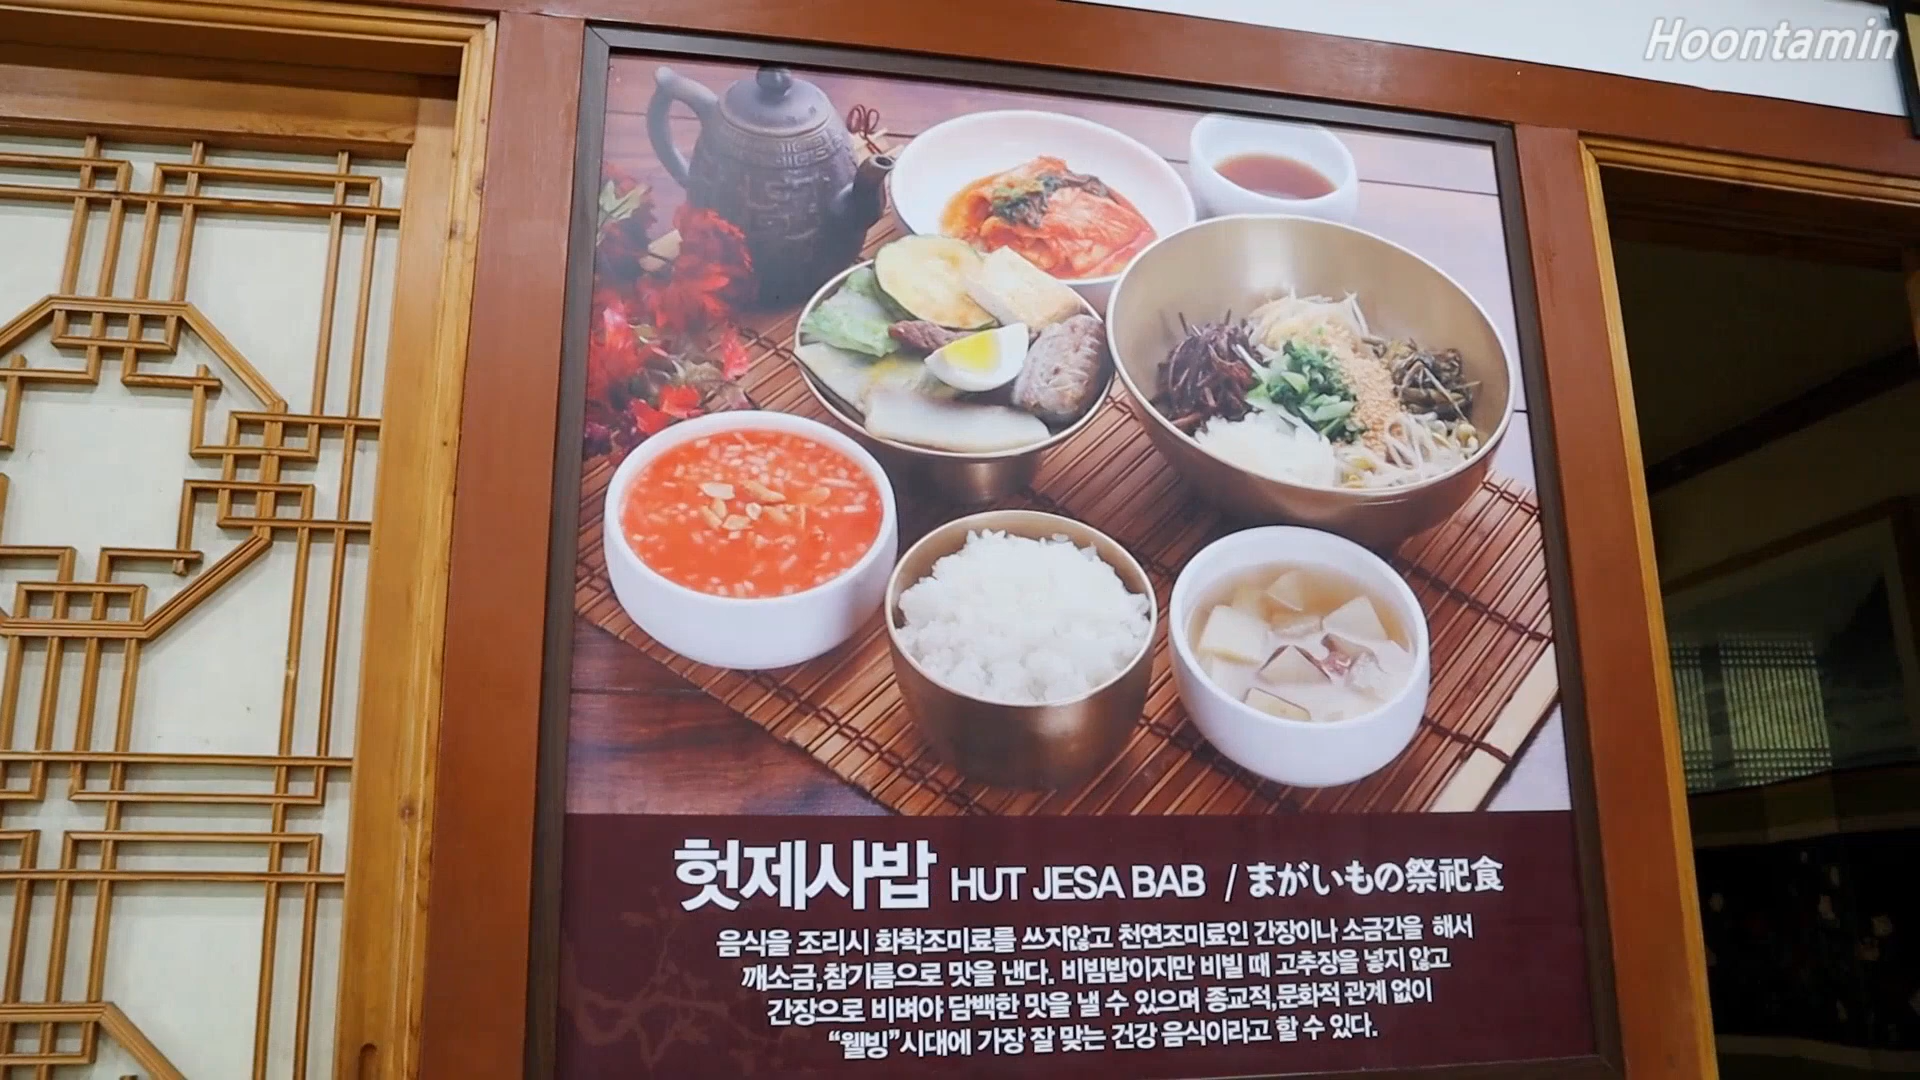 Hoontamin
헛제사밥 HUT JESA BAB / まがいもの祭祀食
음식을 조리시 화학조미료를 쓰지않고 천연조미료인 간장이나 소금간을 해서
깨소금,참기름으로 맛을 낸다. 비빔밥이지만 비빌 때 고추장을 넣지 않고
간장으로 비벼야 담백한 맛을 낼 수 있으며 종교적,문화적 관계 없이
“웰빙”시대에 가장 잘 맞는 건강 음식이라고 할 수 있다.